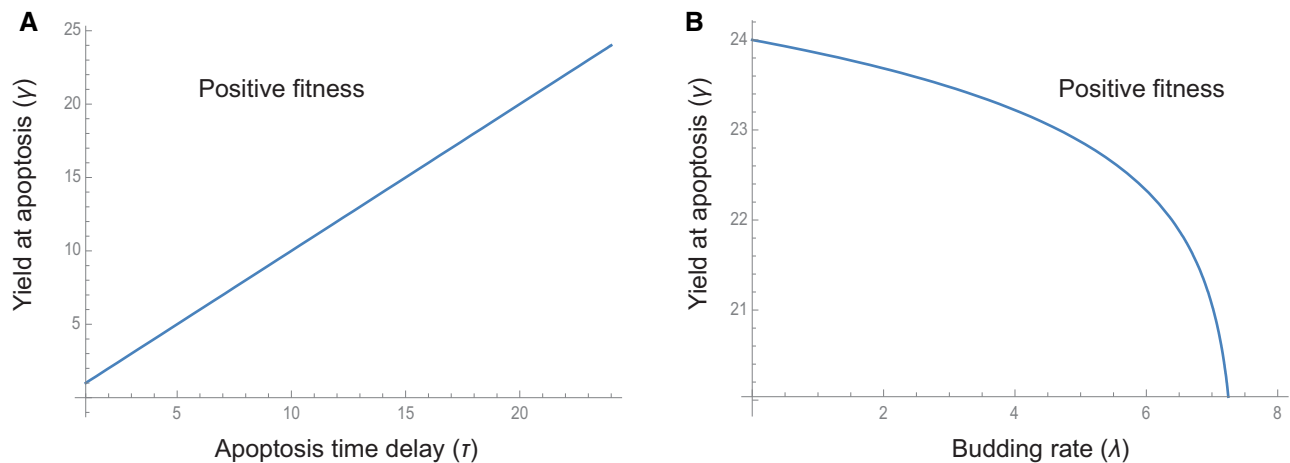 A
25
20
15
10
5
Yield at apoptosis (γ)
Positive fitness
5
10
15
20
Apoptosis time delay (τ)
B
24
23
22
21
Yield at apoptosis (γ)
Positive fitness
2
4
6
8
Budding rate (λ)